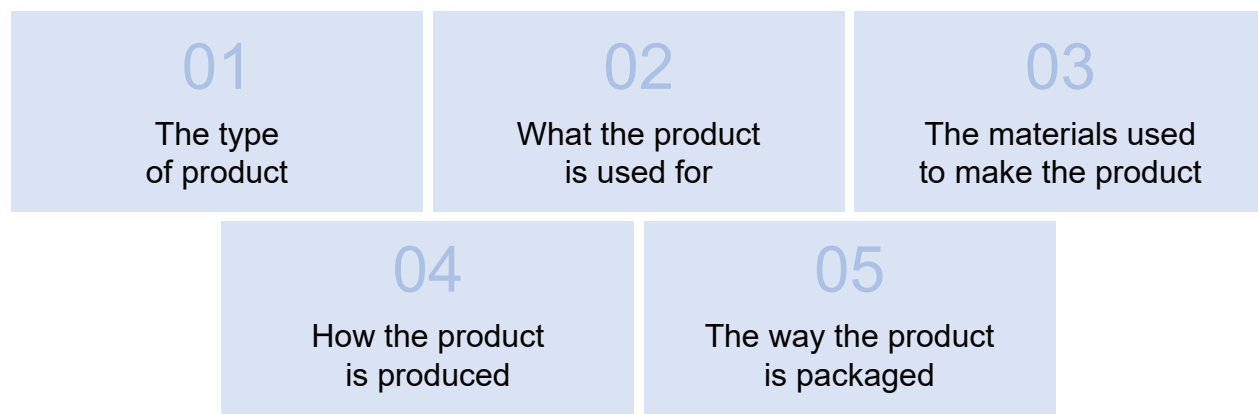 01
The type
of product
02
What the product
is used for
03
The materials used
to make the product
04
How the product
is produced
05
The way the product
is packaged